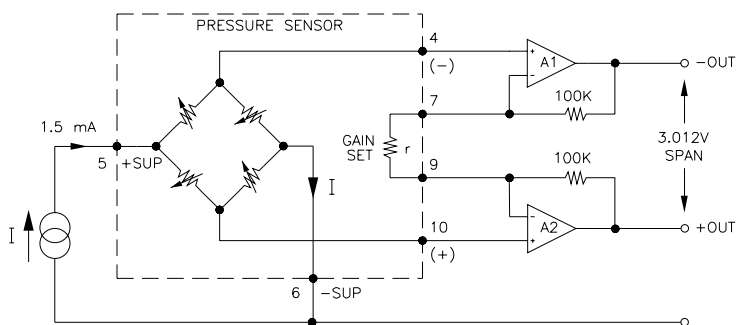 PRESSURE SENSOR
4
(-)
A1
-OUT
7
100K
1.5 mA
5
+SUP
GAIN
SET
r
3.012V
SPAN
9
100K
I
I
A2
+OUT
10
(+)
6
-SUP
+
-
-
+